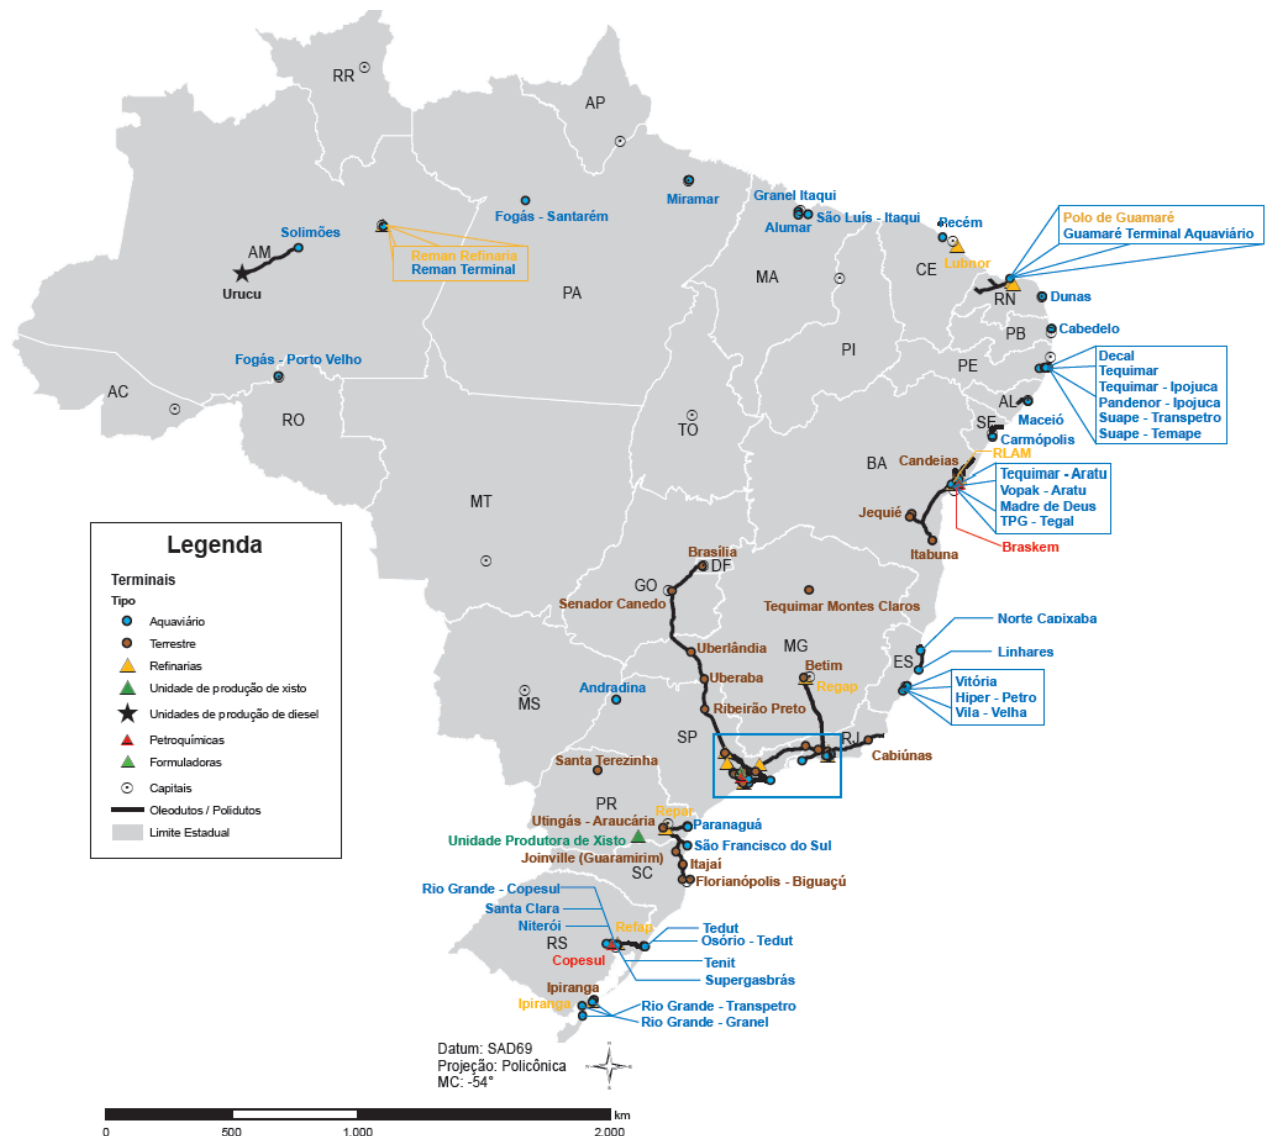 RR
AP
Miramar
Granel Itaqui
Fogás - Santarém
São Luís - Itaqui
Alumar
Pecém
Polo de Guamaré
Guamaré Terminal Aquaviário
Solimões
AM
Reman Refinaria
Reman Terminal
Lubnor
CE
MA
PA
Urucu
RN
Dunas
PB
Cabedelo
PI
Fogás - Porto Velho
PE
Decal
Tequimar
Tequimar - Ipojuca
Pandenor - Ipojuca
Suape - Transpetro
Suape - Temape
AC
RO
TO
AL
Maceió
SE
Carmópolis
RLAM
BA
Candeias
Tequimar - Aratu
Vopak - Aratu
Madre de Deus
TPG - Tegal
MT
Jequié
Braskem
Itabuna
Brasília
DF
GO
Senador Canedo
Tequimar Montes Claros
Norte Capixaba
Uberlândia
MG
Linhares
ES
Betim
Regap
Uberaba
Vitória
Hiper - Petro
Vila - Velha
Andradina
MS
Ribeirão Preto
SP
RJ
Cabiúnas
Santa Terezinha
PR
Repar
Utingás - Araucária
Paranaguá
Unidade Produtora de Xisto
São Francisco do Sul
Joinville (Guaramirim)
Itajaí
SC
Florianópolis - Biguaçú
Rio Grande - Copesul
Santa Clara
Niterói
Refap
Tedut
Osório - Tedut
RS
Copesul
Tenit
Supergasbrás
Ipiranga
Ipiranga
Rio Grande - Transpetro
Rio Grande - Granel
Legenda
Terminais
Tipo
Aquaviário
Terrestre
Refinarias
Unidade de produção de xisto
Unidades de produção de diesel
Petroquímicas
Formuladoras
Capitais
Oleodutos / Polidutos
Limite Estadual
Datum: SAD69
Projeção: Policônica
MC: -54°
N
S
km
0 500 1.000 2.000